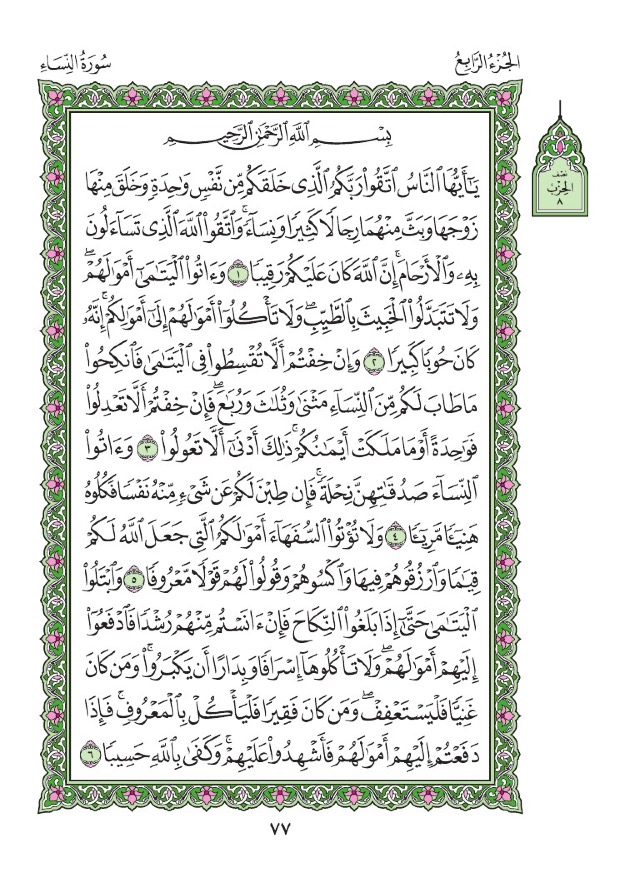 الجُزْءُ الرَّابِعُ
سُورَةُ النِّسَاءِ
نصف
الحزب
٨
بِسْمِ ٱللَّهِ ٱلرَّحْمَٰنِ ٱلرَّحِيمِ
يَٰٓأَيُّهَا ٱلنَّاسُ ٱتَّقُوا۟ رَبَّكُمُ ٱلَّذِى خَلَقَكُم مِّن نَّفْسٍ وَٰحِدَةٍ وَخَلَقَ مِنْهَا
زَوْجَهَا وَبَثَّ مِنْهُمَا رِجَالًا كَثِيرًا وَنِسَآءً ۚ وَٱتَّقُوا۟ ٱللَّهَ ٱلَّذِى تَسَآءَلُونَ
بِهِۦ وَٱلْأَرْحَامَ ۚ إِنَّ ٱللَّهَ كَانَ عَلَيْكُمْ رَقِيبًا ١ وَءَاتُوا۟ ٱلْيَتَٰمَىٰٓ أَمْوَٰلَهُمْ ۖ
وَلَا تَتَبَدَّلُوا۟ ٱلْخَبِيثَ بِٱلطَّيِّبِ ۖ وَلَا تَأْكُلُوٓا۟ أَمْوَٰلَهُمْ إِلَىٰٓ أَمْوَٰلِكُمْ ۚ إِنَّهُۥ
كَانَ حُوبًا كَبِيرًا ٢ وَإِنْ خِفْتُمْ أَلَّا تُقْسِطُوا۟ فِى ٱلْيَتَٰمَىٰ فَٱنكِحُوا۟
مَا طَابَ لَكُم مِّنَ ٱلنِّسَآءِ مَثْنَىٰ وَثُلَٰثَ وَرُبَٰعَ ۖ فَإِنْ خِفْتُمْ أَلَّا تَعْدِلُوا۟
فَوَٰحِدَةً أَوْ مَا مَلَكَتْ أَيْمَٰنُكُمْ ۚ ذَٰلِكَ أَدْنَىٰٓ أَلَّا تَعُولُوا۟ ٣ وَءَاتُوا۟
ٱلنِّسَآءَ صَدُقَٰتِهِنَّ نِحْلَةً ۚ فَإِن طِبْنَ لَكُمْ عَن شَىْءٍ مِّنْهُ نَفْسًا فَكُلُوهُ
هَنِيٓـًٔا مَّرِيٓـًٔا ٤ وَلَا تُؤْتُوا۟ ٱلسُّفَهَآءَ أَمْوَٰلَكُمُ ٱلَّتِى جَعَلَ ٱللَّهُ لَكُمْ
قِيَٰمًا وَٱرْزُقُوهُمْ فِيهَا وَٱكْسُوهُمْ وَقُولُوا۟ لَهُمْ قَوْلًا مَّعْرُوفًا ٥ وَٱبْتَلُوا۟
ٱلْيَتَٰمَىٰ حَتَّىٰٓ إِذَا بَلَغُوا۟ ٱلنِّكَاحَ فَإِنْ ءَانَسْتُم مِّنْهُمْ رُشْدًا فَٱدْفَعُوٓا۟
إِلَيْهِمْ أَمْوَٰلَهُمْ ۖ وَلَا تَأْكُلُوهَآ إِسْرَافًا وَبِدَارًا أَن يَكْبَرُوا۟ ۚ وَمَن كَانَ
غَنِيًّا فَلْيَسْتَعْفِفْ ۖ وَمَن كَانَ فَقِيرًا فَلْيَأْكُلْ بِٱلْمَعْرُوفِ ۚ فَإِذَا
دَفَعْتُمْ إِلَيْهِمْ أَمْوَٰلَهُمْ فَأَشْهِدُوا۟ عَلَيْهِمْ ۚ وَكَفَىٰ بِٱللَّهِ حَسِيبًا ٦
٧٧